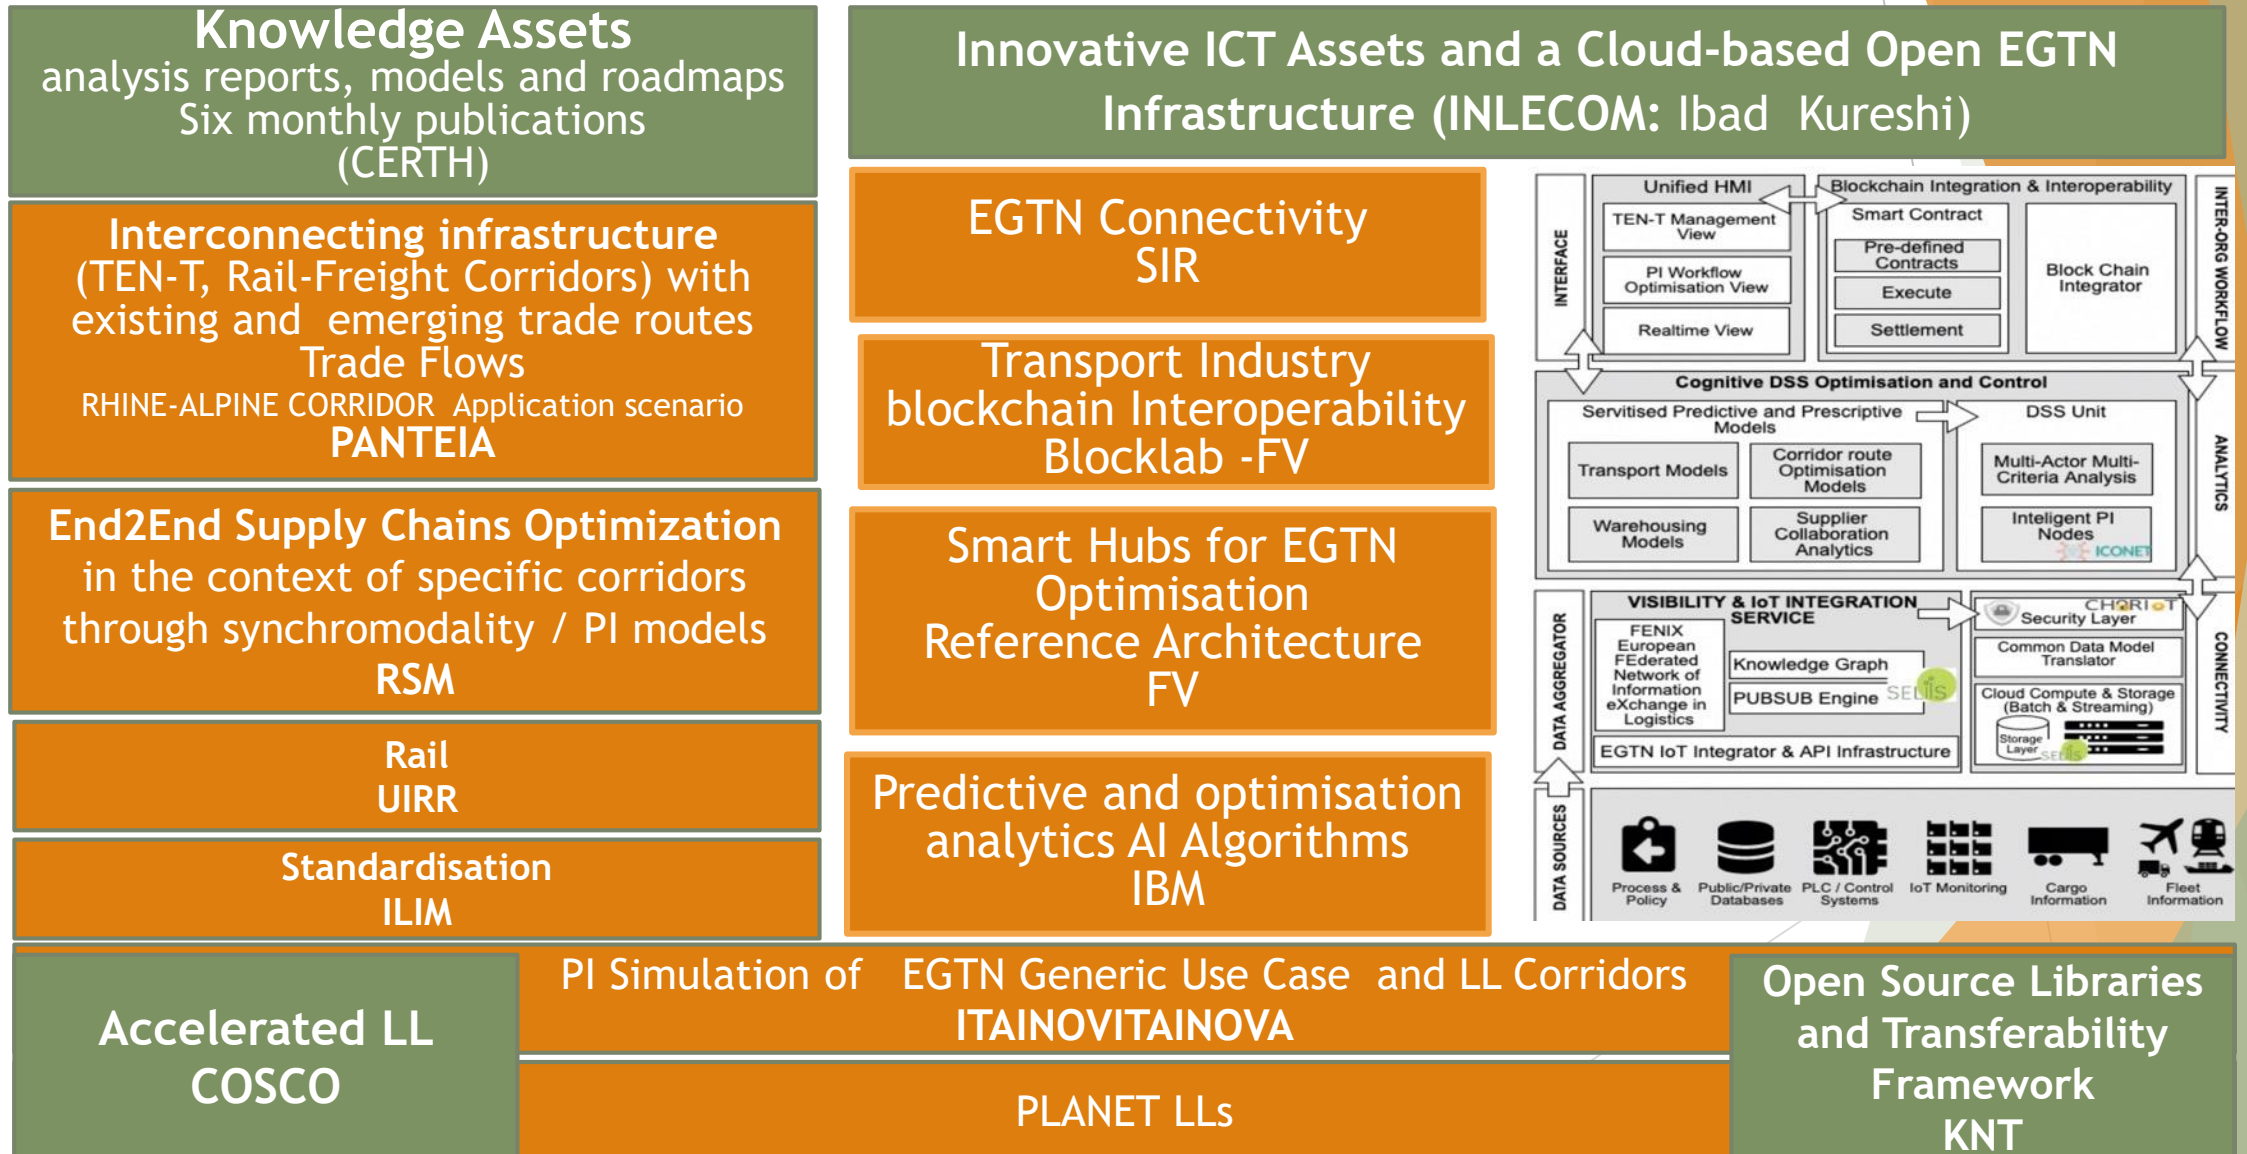 Knowledge Assets
analysis reports, models and roadmaps
Six monthly publications
(CERTH)
Interconnecting infrastructure
(TEN-T, Rail-Freight Corridors) with
existing and emerging trade routes
Trade Flows
RHINE-ALPINE CORRIDOR Application scenario
PANTEIA
End2End Supply Chains Optimization
in the context of specific corridors
through synchromodality / PI models
RSM
Rail
UIRR
Standardisation
ILIM
Innovative ICT Assets and a Cloud-based Open EGTN
Infrastructure (INLECOM: Ibad Kureshi)
EGTN Connectivity
SIR
Transport Industry
blockchain Interoperability
Blocklab -FV
Smart Hubs for EGTN
Optimisation
Reference Architecture
FV
Predictive and optimisation
analytics AI Algorithms
IBM
INTERFACE
Unified HMI
TEN-T Management
View
PI Workflow
Optimisation View
Realtime View
Blockchain Integration & Interoperability
Smart Contract
Pre-defined
Contracts
Execute
Settlement
Block Chain
Integrator
INTER-ORG WORKFLOW
Cognitive DSS Optimisation and Control
Servitised Predictive and Prescriptive
Models
Transport Models
Corridor route
Optimisation
Models
Warehousing
Models
Supplier
Collaboration
Analytics
DSS Unit
Multi-Actor Multi-
Criteria Analysis
Inteligent PI
Nodes
ICONET
ANALYTICS
DATA AGGREGATOR
VISIBILITY & IoT INTEGRATION
SERVICE
FENIX
European
FEderated
Network of
Information
eXchange in
Logistics
Knowledge Graph
PUBSUB Engine
SELIS
EGTN IoT Integrator & API Infrastructure
CHARIOT
Security Layer
Common Data Model
Translator
Cloud Compute & Storage
(Batch & Streaming)
Storage
Layer
SELIS
CONNECTIVITY
DATA SOURCES
Process &
Policy
Public/Private
Databases
PLC / Control
Systems
IoT Monitoring
Cargo
Information
Fleet
Information
Accelerated LL
COSCO
PI Simulation of EGTN Generic Use Case and LL Corridors
ITAINOVITAINOVA
PLANET LLs
Open Source Libraries
and Transferability
Framework
KNT